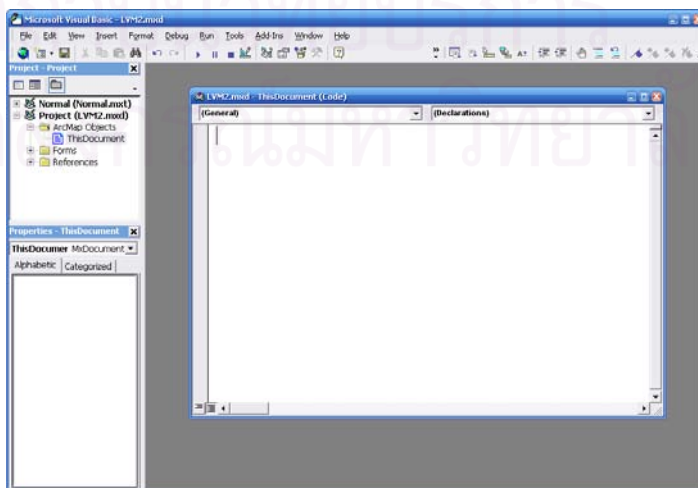 Microsoft Visual Basic - LVM2.mxd
File Edit View Insert Format Debug Run Tools Add-Ins Window Help
Project - Project
Normal (Normal.mxt)
Project (LVM2.mxd)
ArcMap Objects
ThisDocument
Forms
References
Properties - ThisDocument
ThisDocumer MxDocument
Alphabetic Categorized
LVM2.mxd - ThisDocument (Code)
(General) (Declarations)